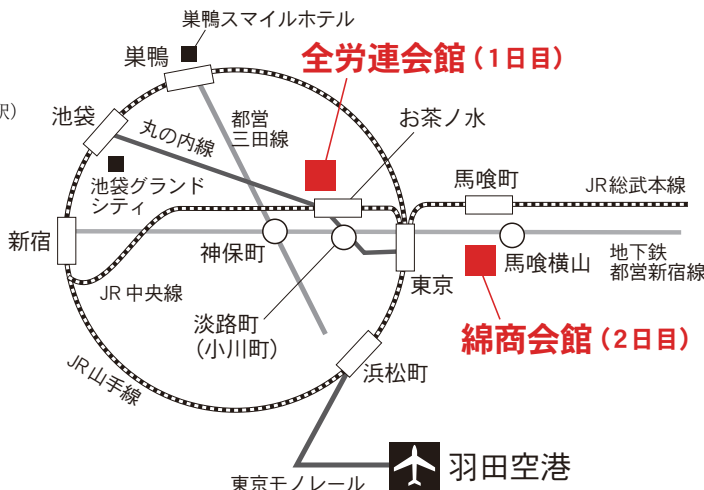 巣鴨スマイルホテル
巣鴨
全労連会館(1日目)
駅)
池袋
丸の内線
都営
三田線
お茶ノ水
池袋グランド
シティ
馬喰町
JR総武本線
新宿
神保町
東京
馬喰横山
地下鉄
都営新宿線
JR中央線
淡路町
(小川町)
綿商会館(2日目)
JR山手線
浜松町
羽田空港
東京モノレール